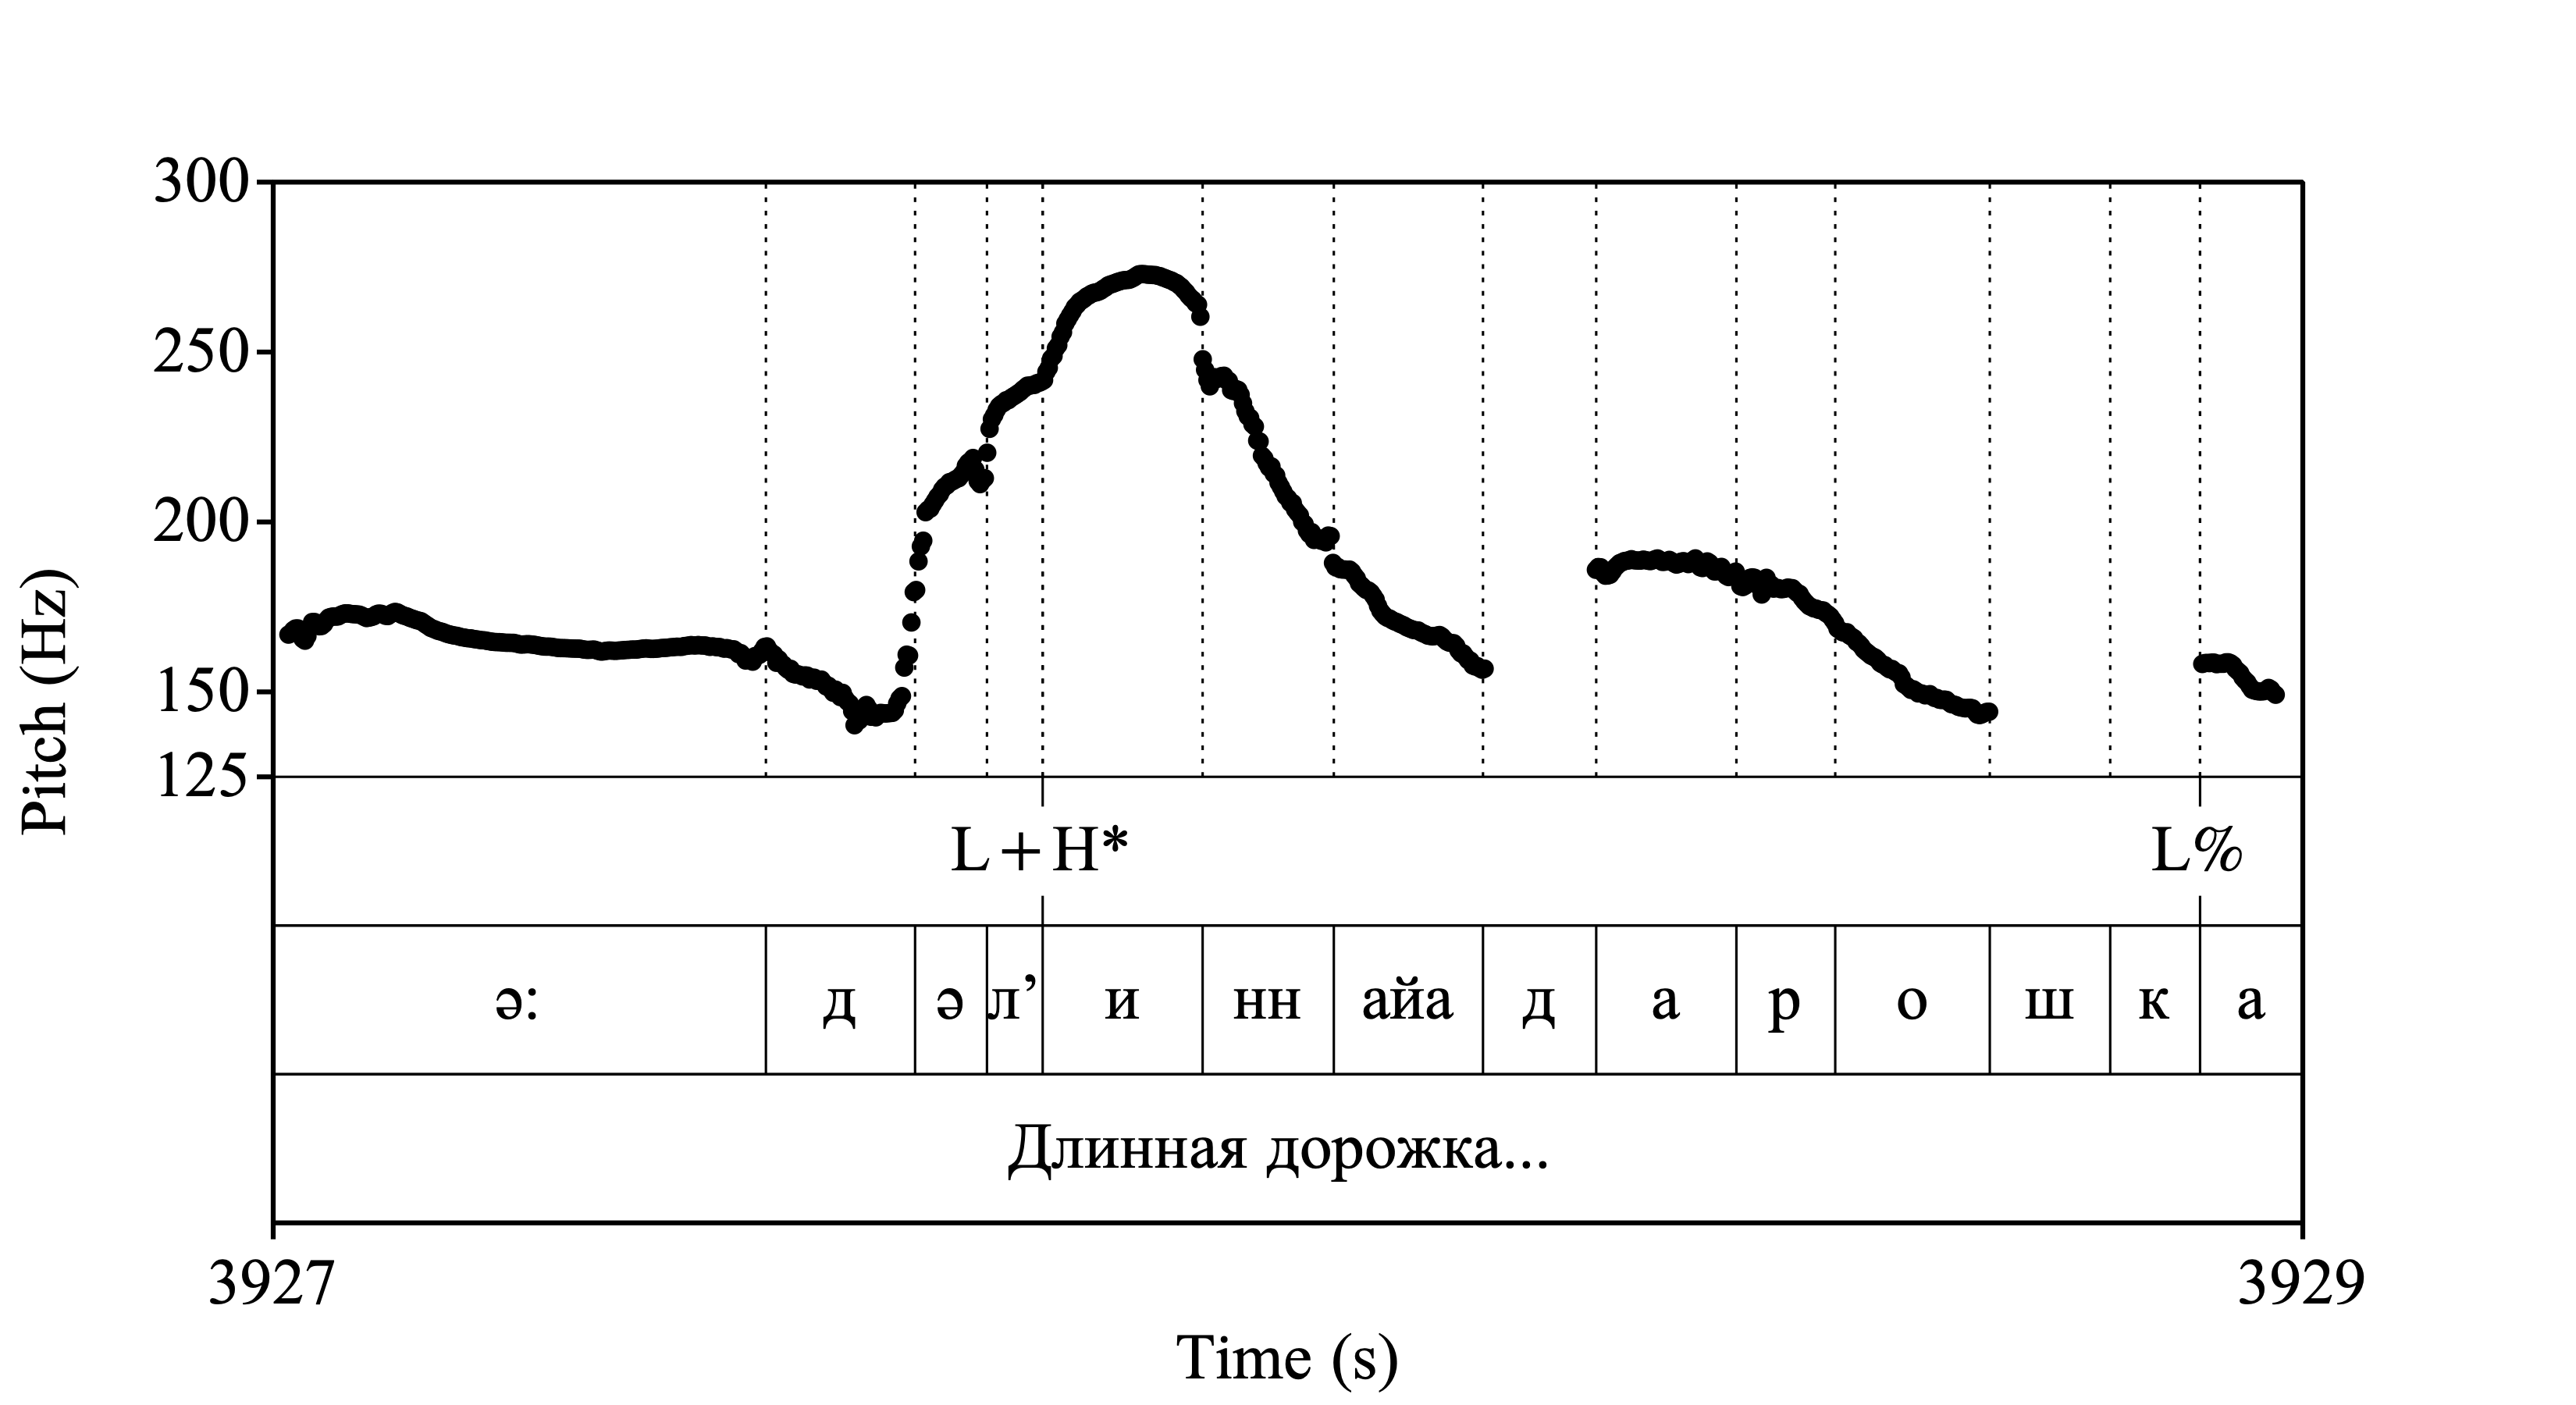 300
250
200
150
125
Pitch (Hz)
L+H* L%
ə: д ə л’ и нн айа д а р о ш к а
Длинная дорожка...
3927 3929
Time (s)